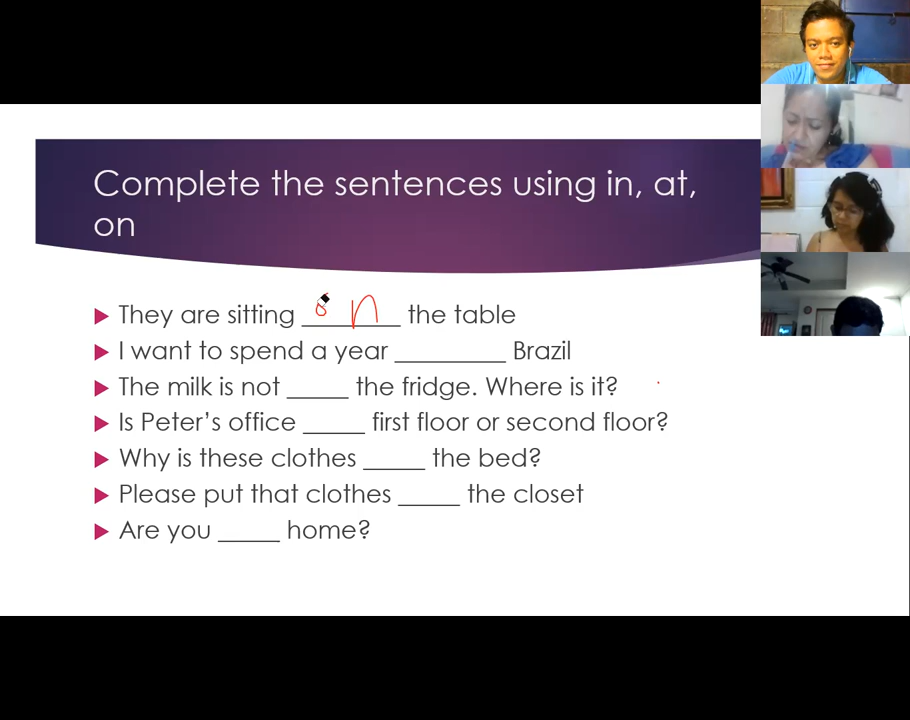 Complete the sentences using in, at,
on
They are sitting on the table
I want to spend a year _________ Brazil
The milk is not _____ the fridge. Where is it?
Is Peter's office _____ first floor or second floor?
Why is these clothes _____ the bed?
Please put that clothes _____ the closet
Are you _____ home?